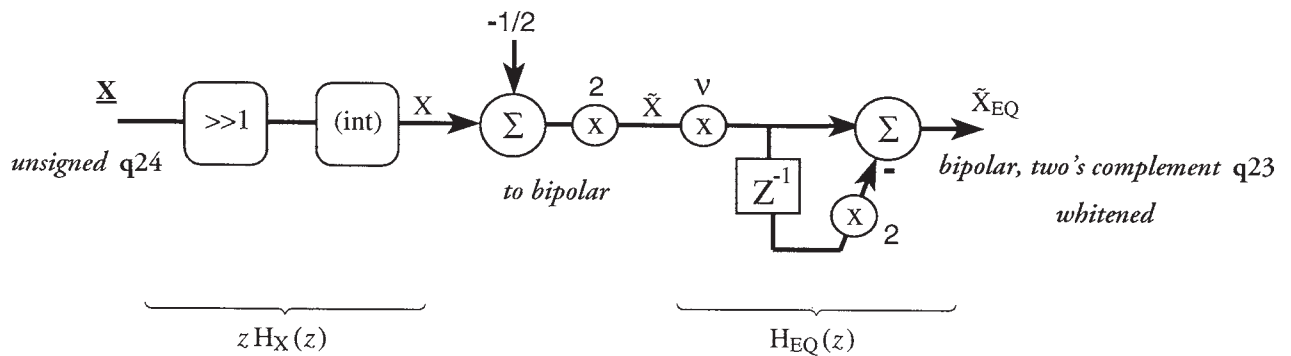 -1/2
X
>>1
(int)
X
Σ
2
x
X̃
ν
x
Σ
X̃EQ
unsigned q24
to bipolar
Z-1
-
x
2
bipolar, two's complement q23
whitened
z HX(z)
HEQ(z)